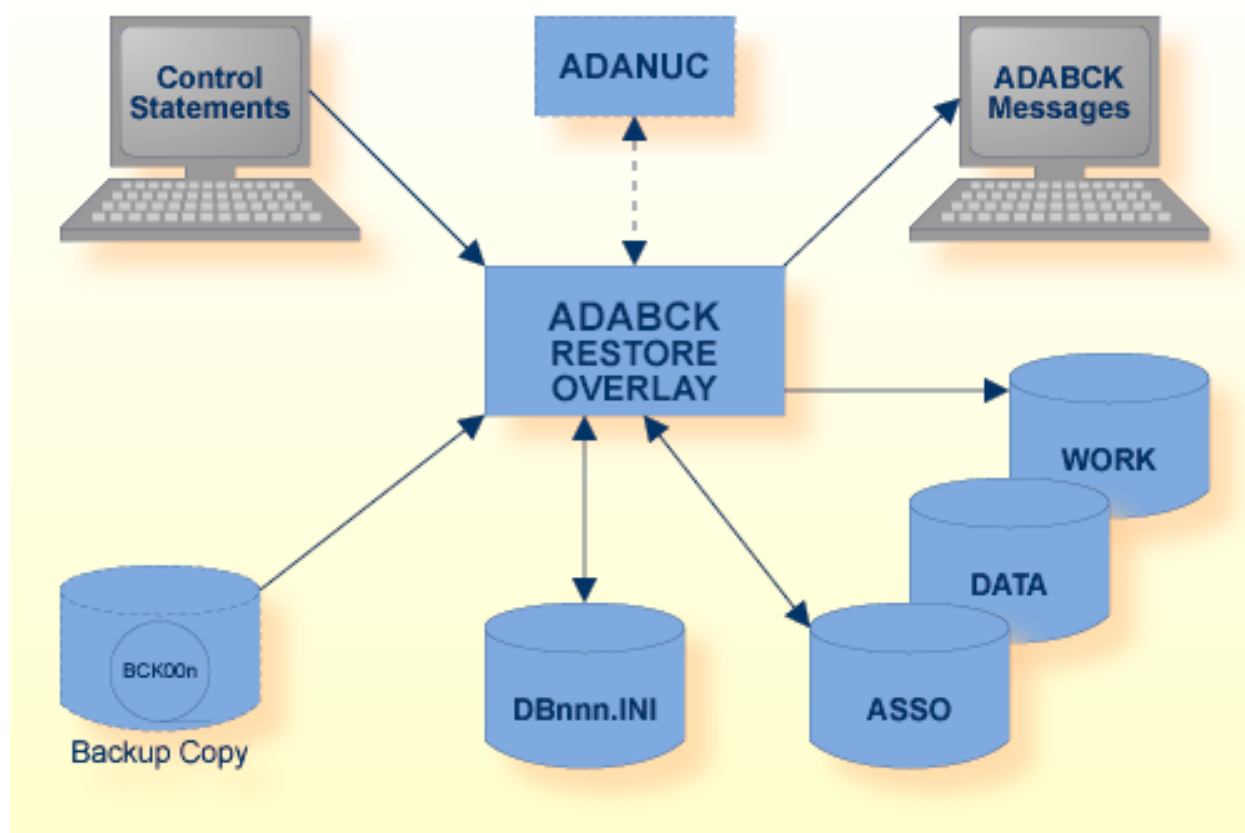 Control
Statements
ADANUC
ADABCK
Messages
ADABCK
RESTORE
OVERLAY
WORK
DATA
ASSO
DBnnn.INI
BCK00n
Backup Copy